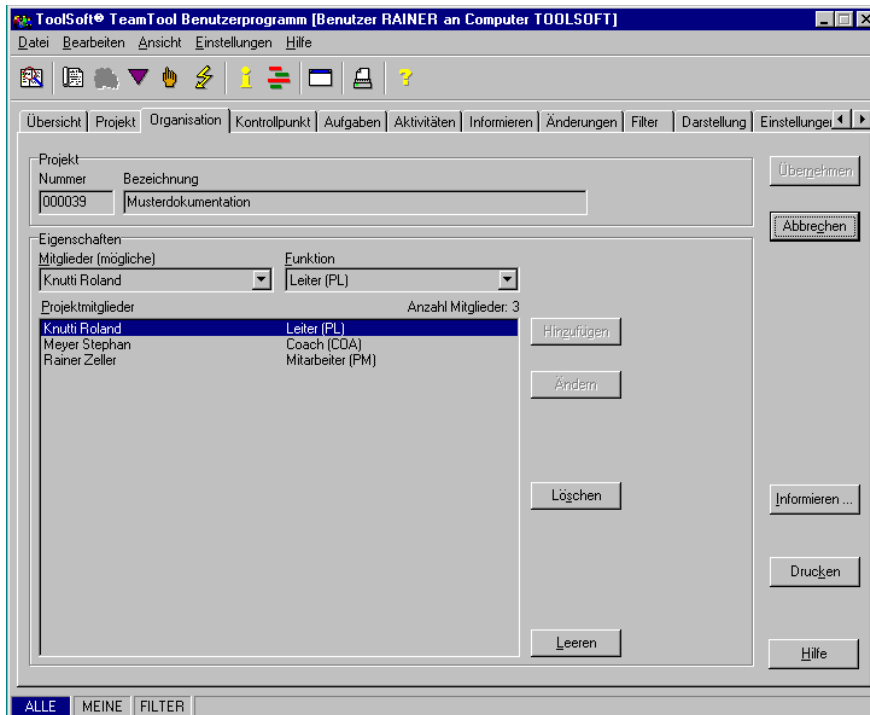 ToolSoft® TeamTool Benutzerprogramm [Benutzer RAINER an Computer TOOLSOFT]
Datei Bearbeiten Ansicht Einstellungen Hilfe
Übersicht Projekt Organisation Kontrollpunkt Aufgaben Aktivitäten Informieren Änderungen Filter Darstellung Einstellungen
Projekt
Nummer Bezeichnung
000039 Musterdokumentation
Übernehmen
Abbrechen
Eigenschaften
Mitglieder (mögliche) Funktion
Knutti Roland Leiter (PL)
Projektmitglieder Anzahl Mitglieder: 3
Knutti Roland Leiter (PL)
Meyer Stephan Coach (COA)
Rainer Zeller Mitarbeiter (PM)
Hinzufügen
Ändern
Löschen
Informieren ...
Drucken
Leeren
Hilfe
ALLE MEINE FILTER